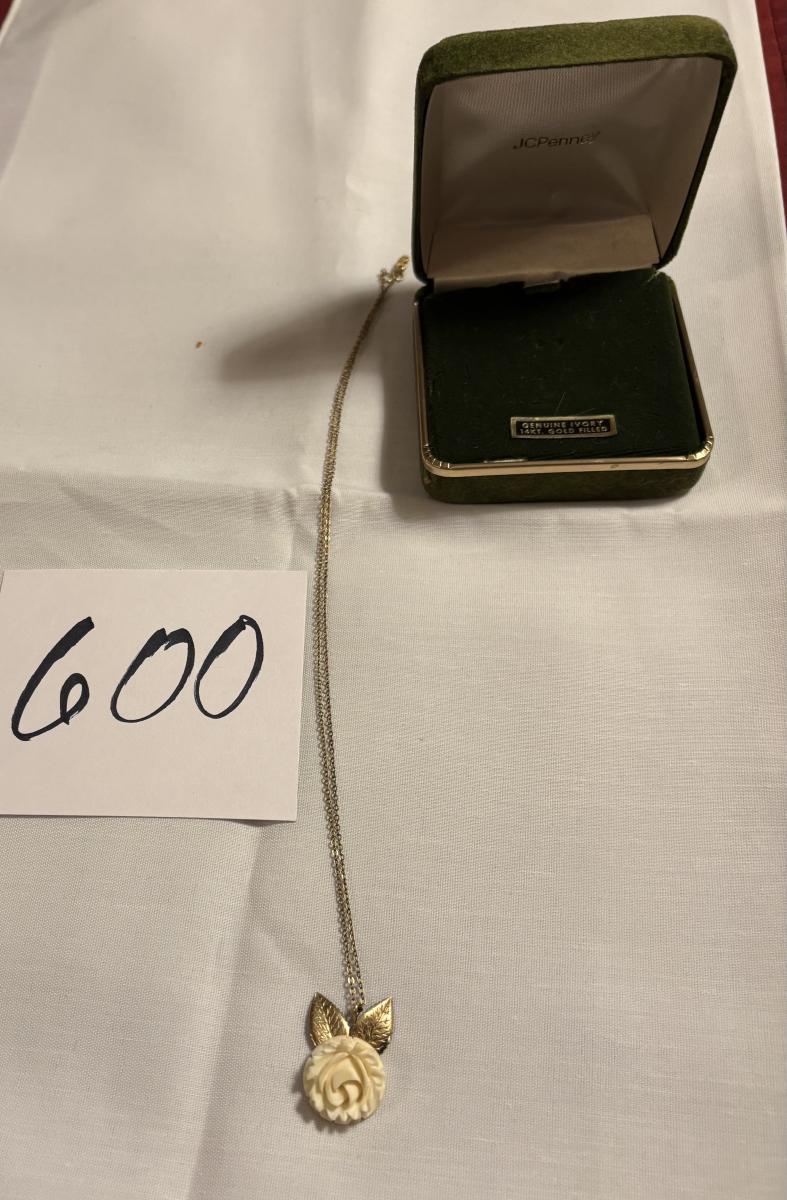 JCPenney
GENUINE IVORY
14KT. GOLD FILLED
600